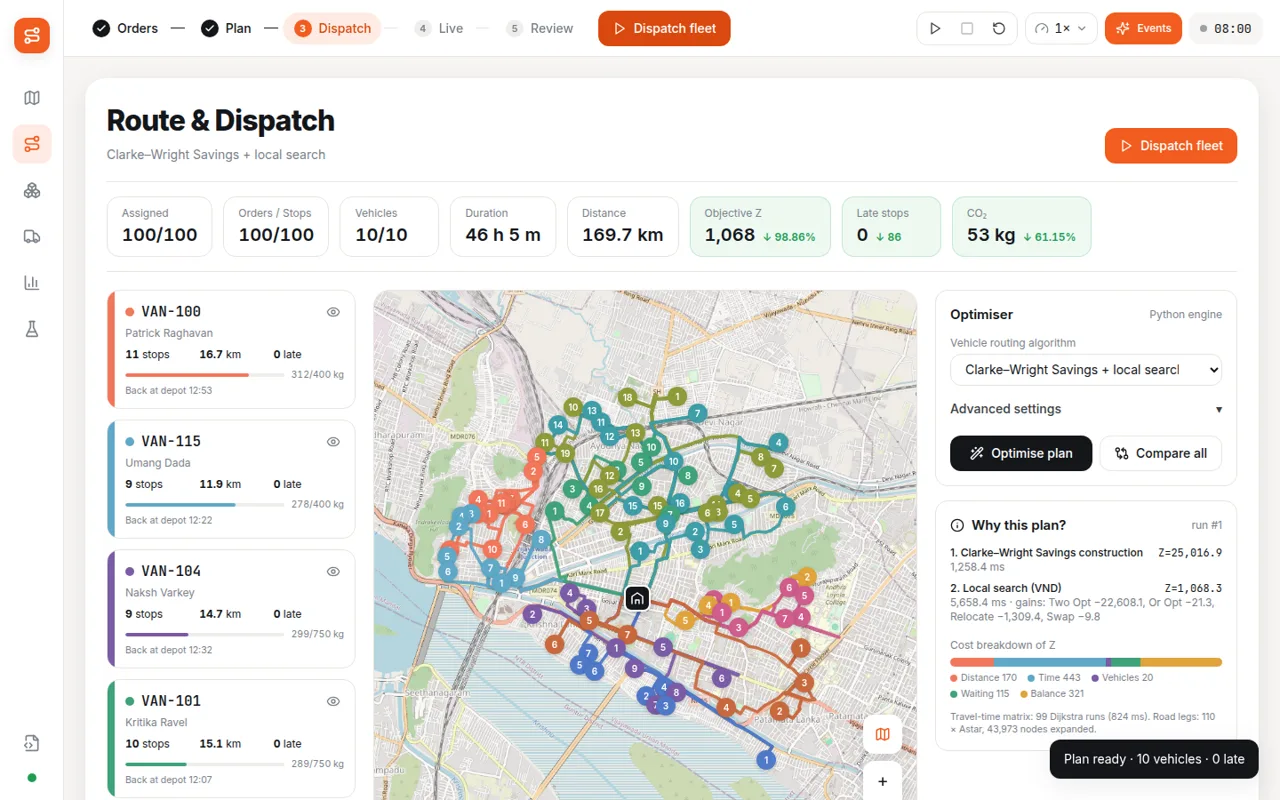 Orders
Plan
3 Dispatch
4 Live
5 Review
Dispatch fleet
1×
Events
08:00
Route & Dispatch
Clarke–Wright Savings + local search
Dispatch fleet
Assigned
100/100
Orders / Stops
100/100
Vehicles
10/10
Duration
46 h 5 m
Distance
169.7 km
Objective Z
1,068 ↓ 98.86%
Late stops
0 ↓ 86
CO₂
53 kg ↓ 61.15%
VAN-100
Patrick Raghavan
11 stops 16.7 km 0 late
312/400 kg
Back at depot 12:53
VAN-115
Umang Dada
9 stops 11.9 km 0 late
278/400 kg
Back at depot 12:22
VAN-104
Naksh Varkey
9 stops 14.7 km 0 late
299/750 kg
Back at depot 12:32
VAN-101
Kritika Ravel
10 stops 15.1 km 0 late
289/750 kg
Back at depot 12:07
MDR076
MDR074
Seethanagaram
Patamata Lanka
Patamata
+
Optimiser
Python engine
Vehicle routing algorithm
Clarke–Wright Savings + local search
Advanced settings
Optimise plan
Compare all
Why this plan?
run #1
1. Clarke–Wright Savings construction Z=25,016.9
1,258.4 ms
2. Local search (VND) Z=1,068.3
5,658.4 ms · gains: Two Opt −22,608.1, Or Opt −21.3,
Relocate −1,309.4, Swap −9.8
Cost breakdown of Z
Distance 170 Time 443 Vehicles 20
Waiting 115 Balance 321
Travel-time matrix: 99 Dijkstra runs (824 ms). Road legs: 110
× Astar, 43,973 nodes expanded.
Plan ready · 10 vehicles · 0 late